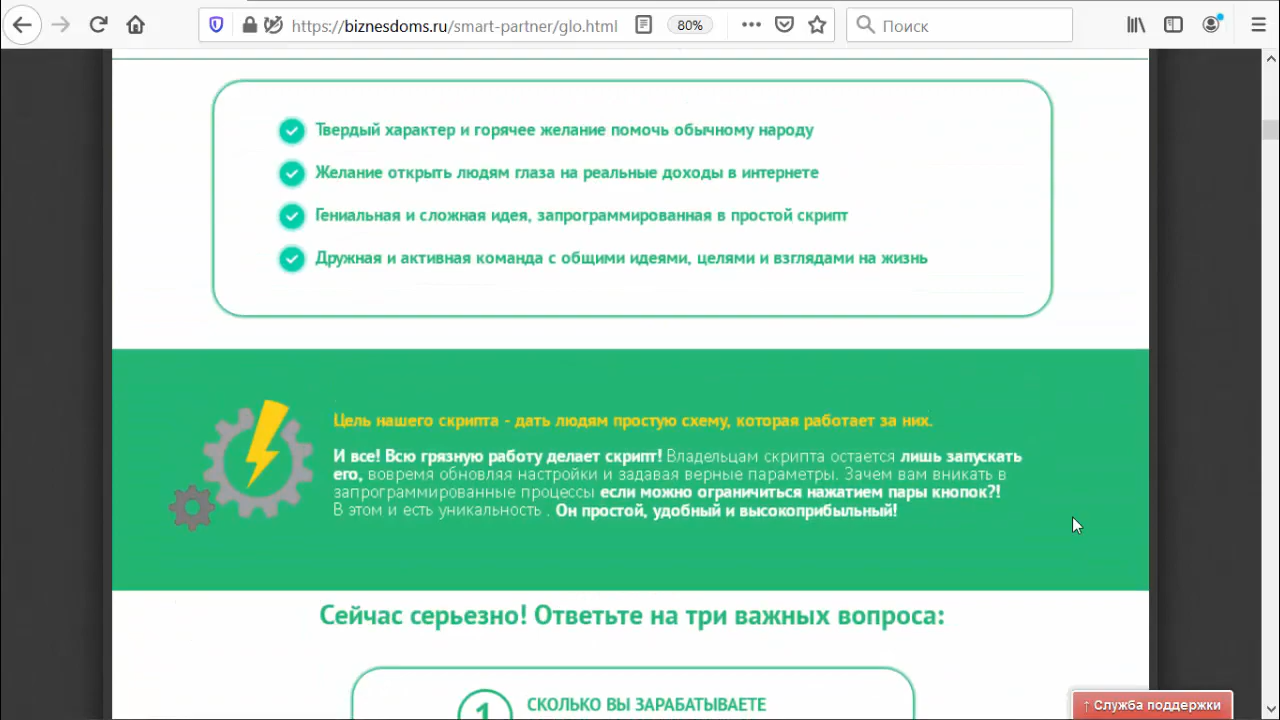 https://biznesdoms.ru/smart-partner/glo.html
80%
Поиск
Твердый характер и горячее желание помочь обычному народу
Желание открыть людям глаза на реальные доходы в интернете
Гениальная и сложная идея, запрограммированная в простой скрипт
Дружная и активная команда с общими идеями, целями и взглядами на жизнь
Цель нашего скрипта - дать людям простую схему, которая работает за них.
И все! Всю грязную работу делает скрипт! Владельцам скрипта остается лишь запускать
его, вовремя обновляя настройки и задавая верные параметры. Зачем вам вникать в
запрограммированные процессы если можно ограничиться нажатием пары кнопок?!
В этом и есть уникальность . Он простой, удобный и высокоприбыльный!
Сейчас серьезно! Ответьте на три важных вопроса:
1 СКОЛЬКО ВЫ ЗАРАБАТЫВАЕТЕ
↑ Служба поддержки